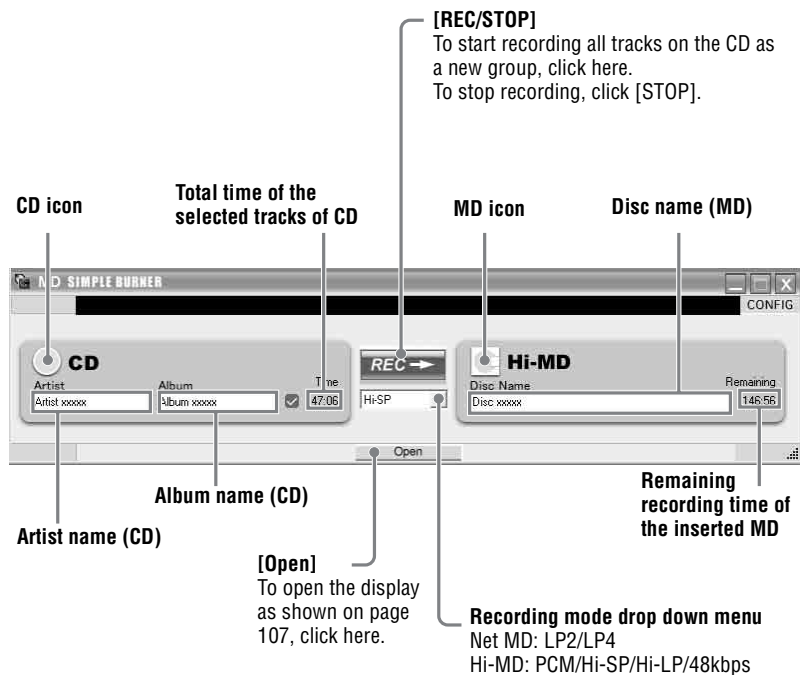 [REC/STOP]
To start recording all tracks on the CD as
a new group, click here.
To stop recording, click [STOP].
CD icon
Total time of the
selected tracks of CD
MD icon
Disc name (MD)
MD SIMPLE BURNER
CONFIG
CD
Artist
Album
Time
Artist xxxxx
Album xxxxx
47:06
REC
Hi-SP
Hi-MD
Disc Name
Remaining
Disc xxxxx
146:56
Open
Album name (CD)
Artist name (CD)
Remaining
recording time of
the inserted MD
[Open]
To open the display
as shown on page
107, click here.
Recording mode drop down menu
Net MD: LP2/LP4
Hi-MD: PCM/Hi-SP/Hi-LP/48kbps